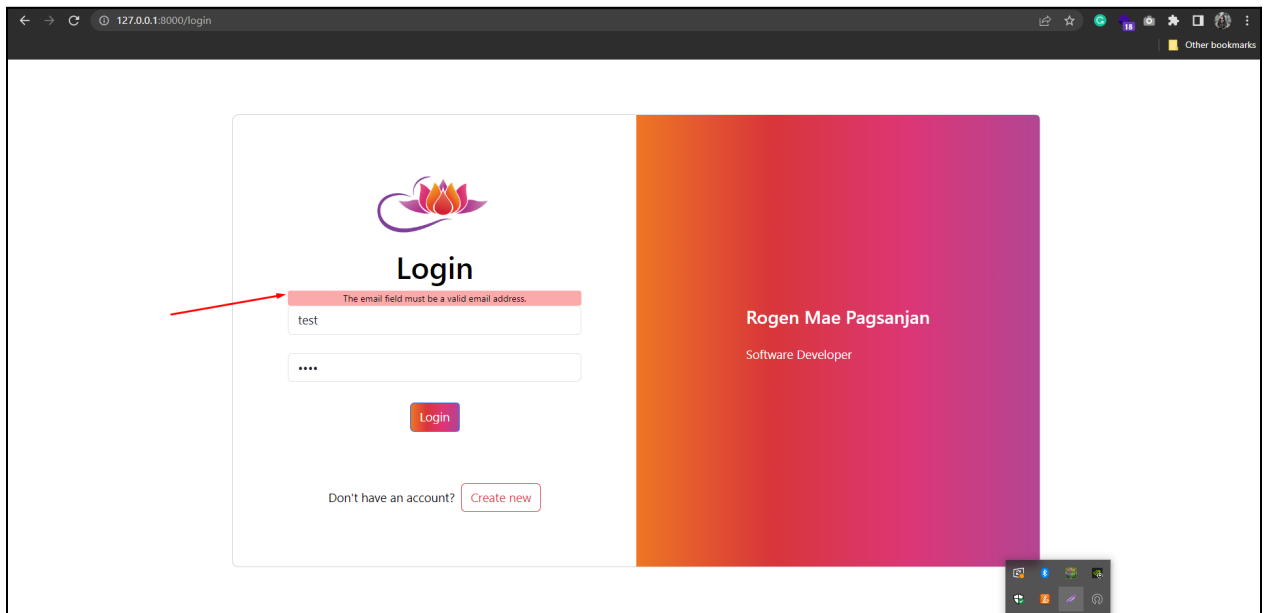 127.0.0.1:8000/login
18
Other bookmarks
Login
The email field must be a valid email address.
test
Login
Don't have an account? Create new
Rogen Mae Pagsanjan
Software Developer